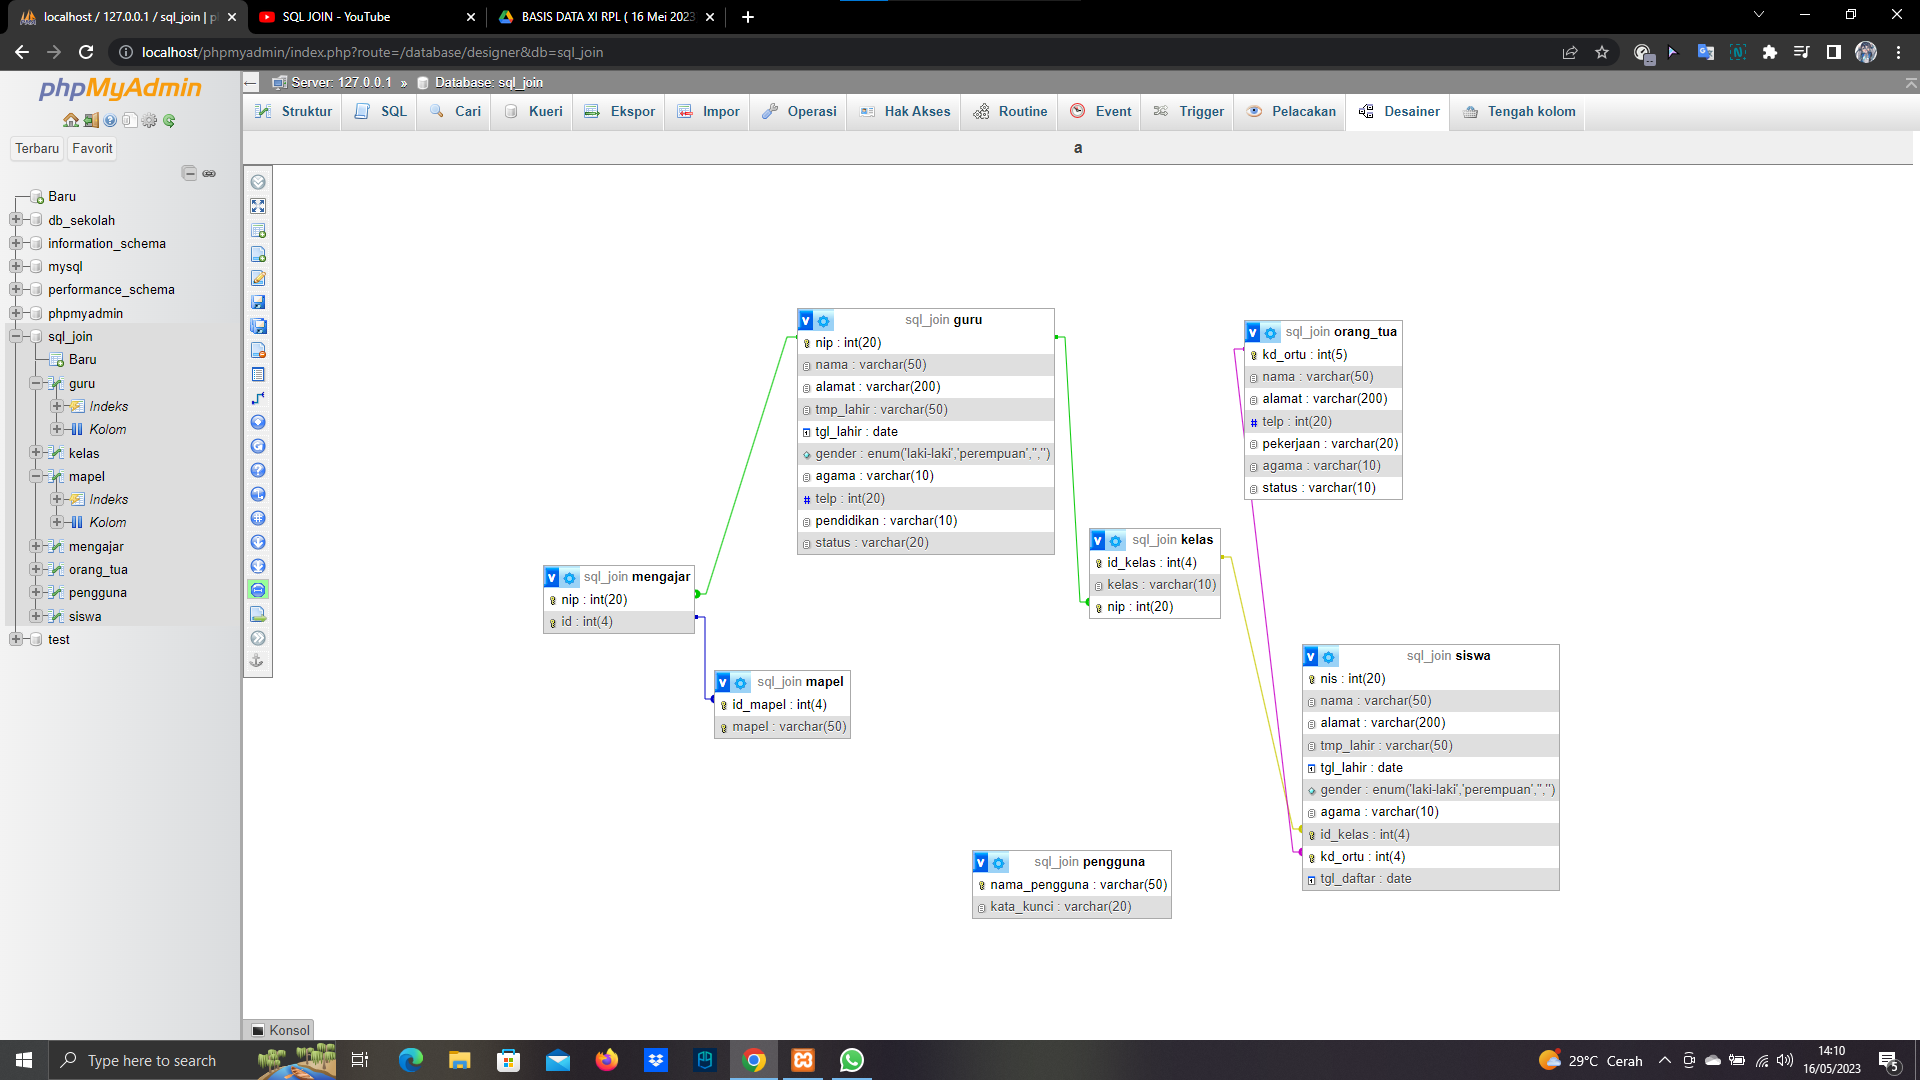 localhost / 127.0.0.1 / sql_join | p
SQL JOIN - YouTube
BASIS DATA XI RPL ( 16 Mei 2023
localhost/phpmyadmin/index.php?route=/database/designer&db=sql_join
phpMyAdmin
Terbaru
Favorit
Baru
db_sekolah
information_schema
mysql
performance_schema
phpmyadmin
sql_join
Baru
guru
Indeks
Kolom
kelas
mapel
Indeks
Kolom
mengajar
orang_tua
pengguna
siswa
test
Server: 127.0.0.1 » Database: sql_join
Struktur
SQL
Cari
Kueri
Ekspor
Impor
Operasi
Hak Akses
Routine
Event
Trigger
Pelacakan
Desainer
Tengah kolom
a
v sql_join guru
nip : int(20)
nama : varchar(50)
alamat : varchar(200)
tmp_lahir : varchar(50)
tgl_lahir : date
gender : enum('laki-laki','perempuan','','')
agama : varchar(10)
telp : int(20)
pendidikan : varchar(10)
status : varchar(20)
v sql_join orang_tua
kd_ortu : int(5)
nama : varchar(50)
alamat : varchar(200)
telp : int(20)
pekerjaan : varchar(20)
agama : varchar(10)
status : varchar(10)
v sql_join kelas
id_kelas : int(4)
kelas : varchar(10)
nip : int(20)
v sql_join mengajar
nip : int(20)
id : int(4)
v sql_join mapel
id_mapel : int(4)
mapel : varchar(50)
v sql_join siswa
nis : int(20)
nama : varchar(50)
alamat : varchar(200)
tmp_lahir : varchar(50)
tgl_lahir : date
gender : enum('laki-laki','perempuan','','')
agama : varchar(10)
id_kelas : int(4)
kd_ortu : int(4)
tgl_daftar : date
v sql_join pengguna
nama_pengguna : varchar(50)
kata_kunci : varchar(20)
Konsol
Type here to search
29°C Cerah
14:10
16/05/2023
5